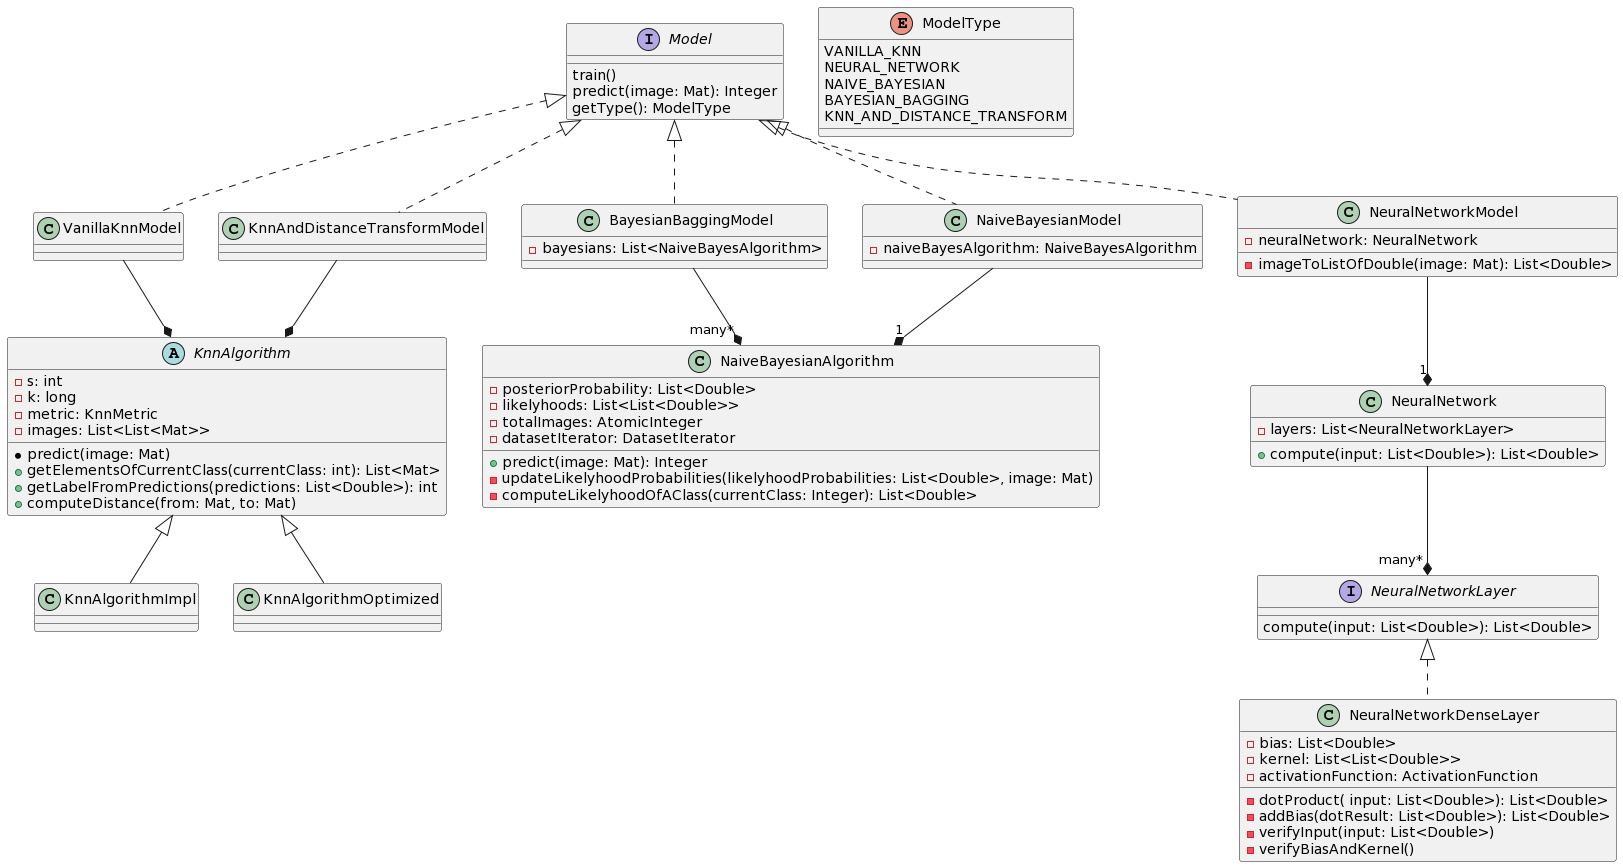 I Model
train()
predict(image: Mat): Integer
getType(): ModelType
E ModelType
VANILLA_KNN
NEURAL_NETWORK
NAIVE_BAYESIAN
BAYESIAN_BAGGING
KNN_AND_DISTANCE_TRANSFORM
C VanillaKnnModel
C KnnAndDistanceTransformModel
C BayesianBaggingModel
bayesians: List<NaiveBayesAlgorithm>
C NaiveBayesianModel
naiveBayesAlgorithm: NaiveBayesAlgorithm
C NeuralNetworkModel
neuralNetwork: NeuralNetwork
imageToListOfDouble(image: Mat): List<Double>
many*
1
1
A KnnAlgorithm
s: int
k: long
metric: KnnMetric
images: List<List<Mat>>
predict(image: Mat)
getElementsOfCurrentClass(currentClass: int): List<Mat>
getLabelFromPredictions(predictions: List<Double>): int
computeDistance(from: Mat, to: Mat)
C NaiveBayesianAlgorithm
posteriorProbability: List<Double>
likelyhoods: List<List<Double>>
totalImages: AtomicInteger
datasetIterator: DatasetIterator
predict(image: Mat): Integer
updateLikelyhoodProbabilities(likelyhoodProbabilities: List<Double>, image: Mat)
computeLikelyhoodOfAClass(currentClass: Integer): List<Double>
C NeuralNetwork
layers: List<NeuralNetworkLayer>
compute(input: List<Double>): List<Double>
many*
C KnnAlgorithmImpl
C KnnAlgorithmOptimized
I NeuralNetworkLayer
compute(input: List<Double>): List<Double>
C NeuralNetworkDenseLayer
bias: List<Double>
kernel: List<List<Double>>
activationFunction: ActivationFunction
dotProduct( input: List<Double>): List<Double>
addBias(dotResult: List<Double>): List<Double>
verifyInput(input: List<Double>)
verifyBiasAndKernel()